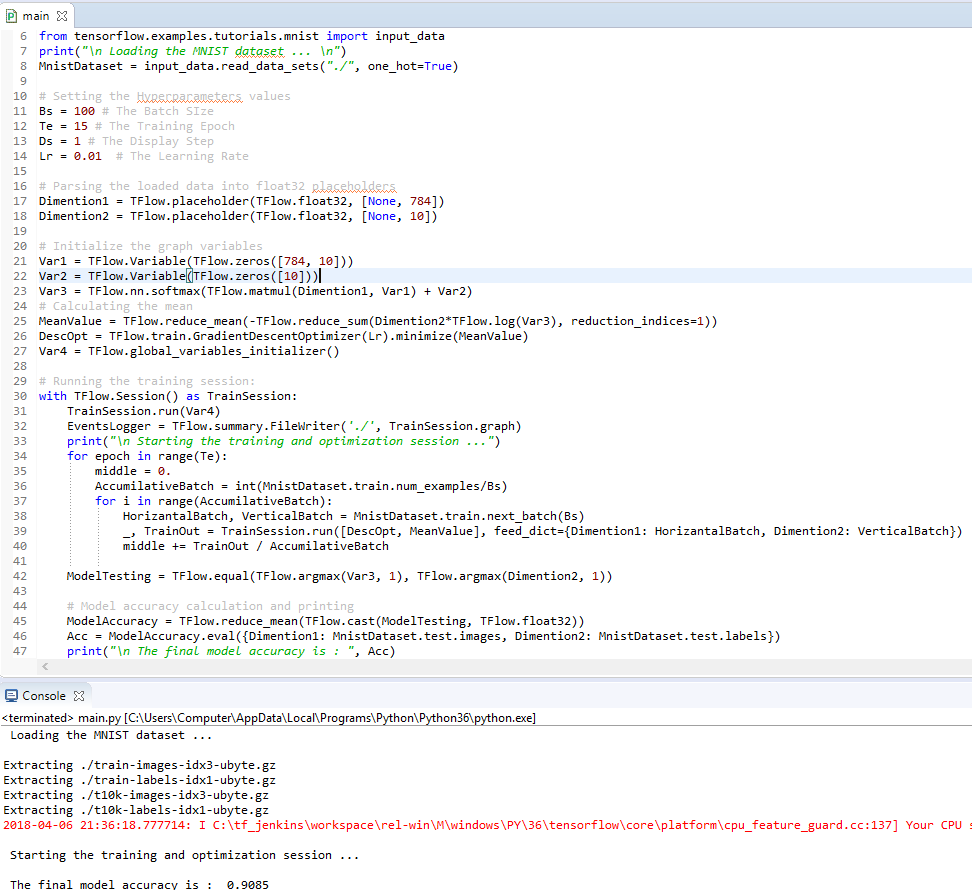 main
6 from tensorflow.examples.tutorials.mnist import input_data
7 print("\n Loading the MNIST dataset ... \n")
8 MnistDataset = input_data.read_data_sets("./", one_hot=True)
9
10 # Setting the Hyperparameters values
11 Bs = 100 # The Batch SIze
12 Te = 15 # The Training Epoch
13 Ds = 1 # The Display Step
14 Lr = 0.01  # The Learning Rate
15
16 # Parsing the loaded data into float32 placeholders
17 Dimention1 = TFlow.placeholder(TFlow.float32, [None, 784])
18 Dimention2 = TFlow.placeholder(TFlow.float32, [None, 10])
19
20 # Initialize the graph variables
21 Var1 = TFlow.Variable(TFlow.zeros([784, 10]))
22 Var2 = TFlow.Variable(TFlow.zeros([10]))
23 Var3 = TFlow.nn.softmax(TFlow.matmul(Dimention1, Var1) + Var2)
24 # Calculating the mean
25 MeanValue = TFlow.reduce_mean(-TFlow.reduce_sum(Dimention2*TFlow.log(Var3), reduction_indices=1))
26 DescOpt = TFlow.train.GradientDescentOptimizer(Lr).minimize(MeanValue)
27 Var4 = TFlow.global_variables_initializer()
28
29 # Running the training session:
30 with TFlow.Session() as TrainSession:
31     TrainSession.run(Var4)
32     EventsLogger = TFlow.summary.FileWriter('./', TrainSession.graph)
33     print("\n Starting the training and optimization session ...")
34     for epoch in range(Te):
35         middle = 0.
36         AccumilativeBatch = int(MnistDataset.train.num_examples/Bs)
37         for i in range(AccumilativeBatch):
38             HorizantalBatch, VerticalBatch = MnistDataset.train.next_batch(Bs)
39             _, TrainOut = TrainSession.run([DescOpt, MeanValue], feed_dict={Dimention1: HorizantalBatch, Dimention2: VerticalBatch})
40             middle += TrainOut / AccumilativeBatch
41
42     ModelTesting = TFlow.equal(TFlow.argmax(Var3, 1), TFlow.argmax(Dimention2, 1))
43
44     # Model accuracy calculation and printing
45     ModelAccuracy = TFlow.reduce_mean(TFlow.cast(ModelTesting, TFlow.float32))
46     Acc = ModelAccuracy.eval({Dimention1: MnistDataset.test.images, Dimention2: MnistDataset.test.labels})
47     print("\n The final model accuracy is : ", Acc)
Console
<terminated> main.py [C:\Users\Computer\AppData\Local\Programs\Python\Python36\python.exe]
Loading the MNIST dataset ...
Extracting ./train-images-idx3-ubyte.gz
Extracting ./train-labels-idx1-ubyte.gz
Extracting ./t10k-images-idx3-ubyte.gz
Extracting ./t10k-labels-idx1-ubyte.gz
2018-04-06 21:36:18.777714: I C:\tf_jenkins\workspace\rel-win\M\windows\PY\36\tensorflow\core\platform\cpu_feature_guard.cc:137] Your CPU s
Starting the training and optimization session ...
The final model accuracy is :  0.9085